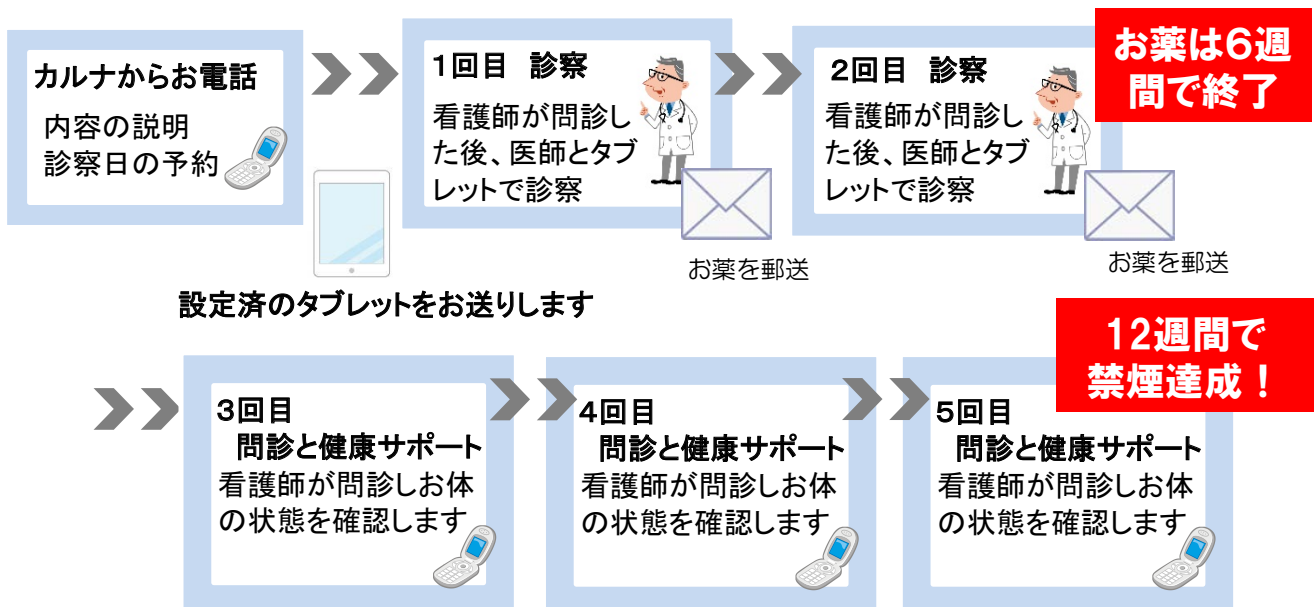 カルナからお電話
内容の説明
診察日の予約
設定済のタブレットをお送りします
1回目 診察
看護師が問診し
た後、医師とタブ
レットで診察
お薬を郵送
2回目 診察
看護師が問診し
た後、医師とタブ
レットで診察
お薬を郵送
お薬は6週
間で終了
3回目
問診と健康サポート
看護師が問診しお体
の状態を確認します
4回目
問診と健康サポート
看護師が問診しお体
の状態を確認します
5回目
問診と健康サポート
看護師が問診しお体
の状態を確認します
12週間で
禁煙達成！